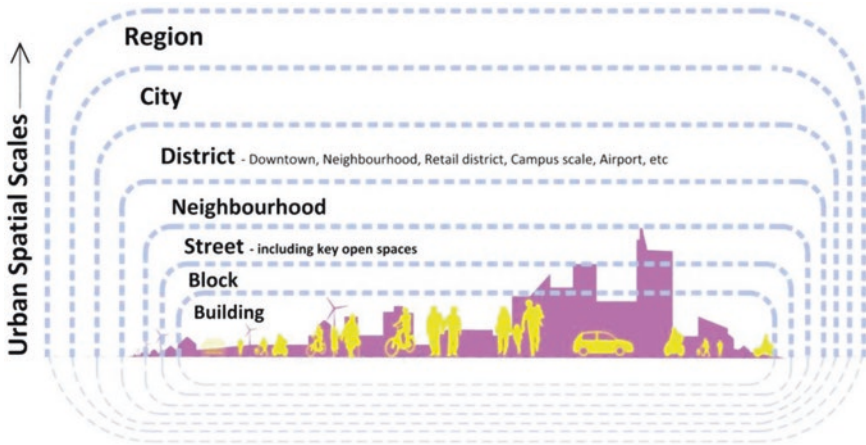 Urban Spatial Scales
Region
City
District - Downtown, Neighbourhood, Retail district, Campus scale, Airport, etc
Neighbourhood
Street - including key open spaces
Block
Building